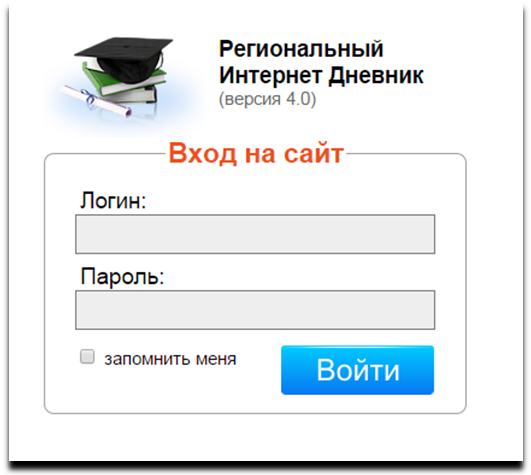 Региональный
Интернет Дневник
(версия 4.0)
Вход на сайт
Логин:
Пароль:
запомнить меня
Войти